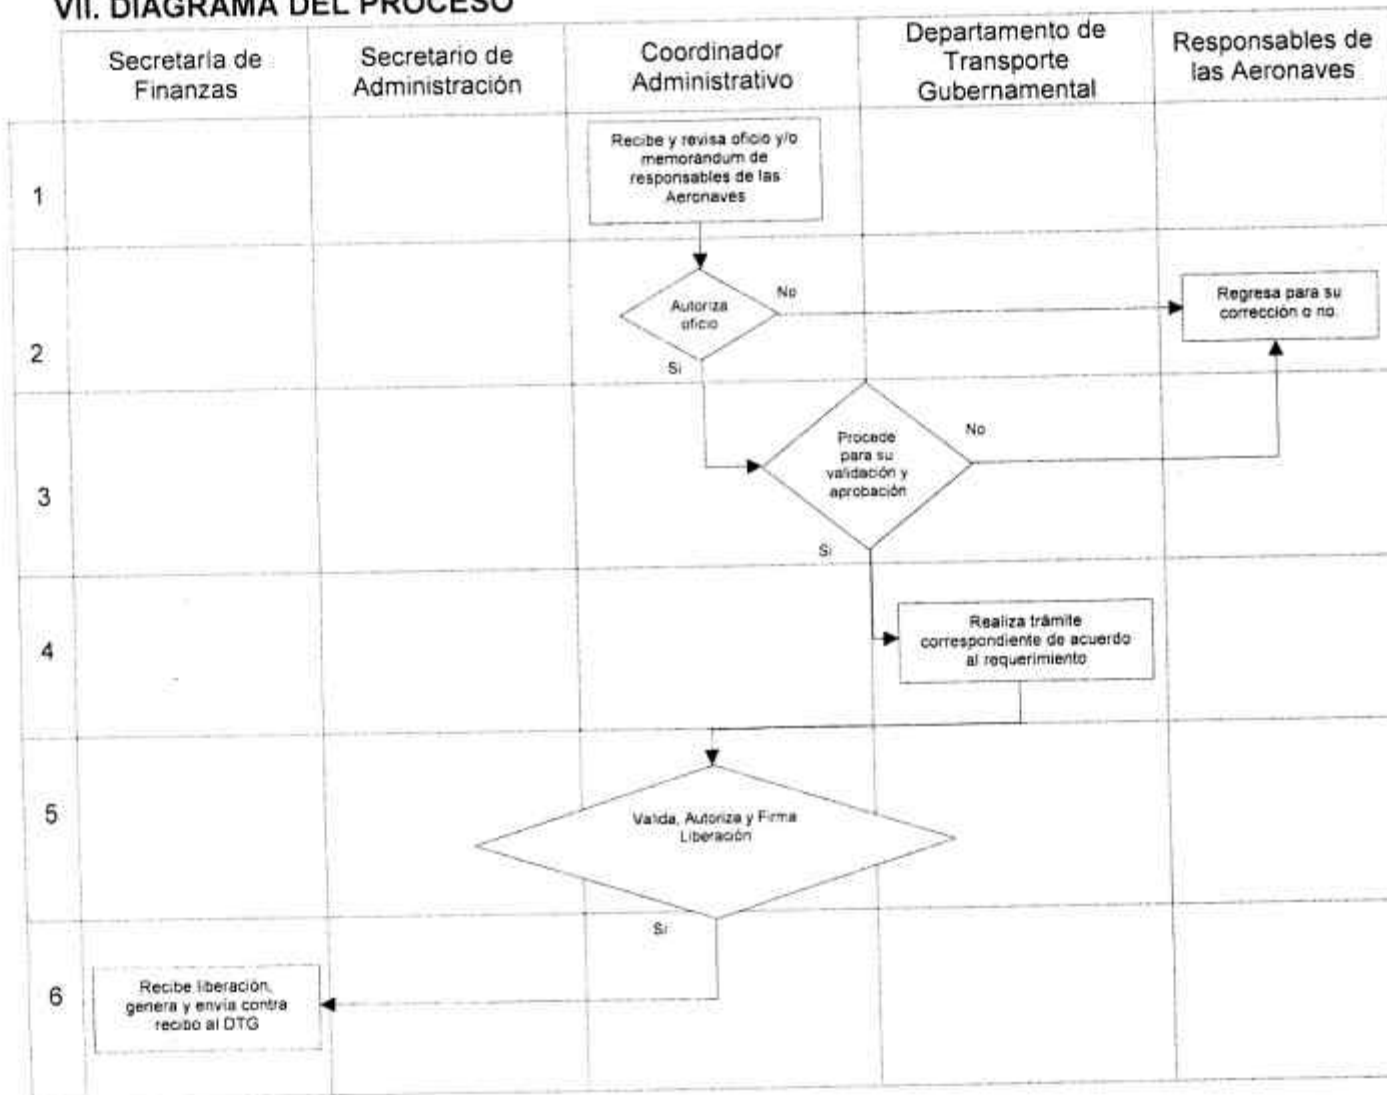 VII. DIAGRAMA DEL PROCESO
Secretaría de
Finanzas
Secretario de
Administración
Coordinador
Administrativo
Departamento de
Transporte
Gubernamental
Responsables de
las Aeronaves
1
Recibe y revisa oficio y/o
memorándum de
responsables de las
Aeronaves
2
Autoriza
oficio
No
Si
Regresa para su
corrección o no.
3
Procede
para su
validación y
aprobación
No
Si
4
Realiza trámite
correspondiente de acuerdo
al requerimiento
5
Valida, Autoriza y Firma
Liberación
Si
6
Recibe liberación,
genera y envía contra
recibo al DTG